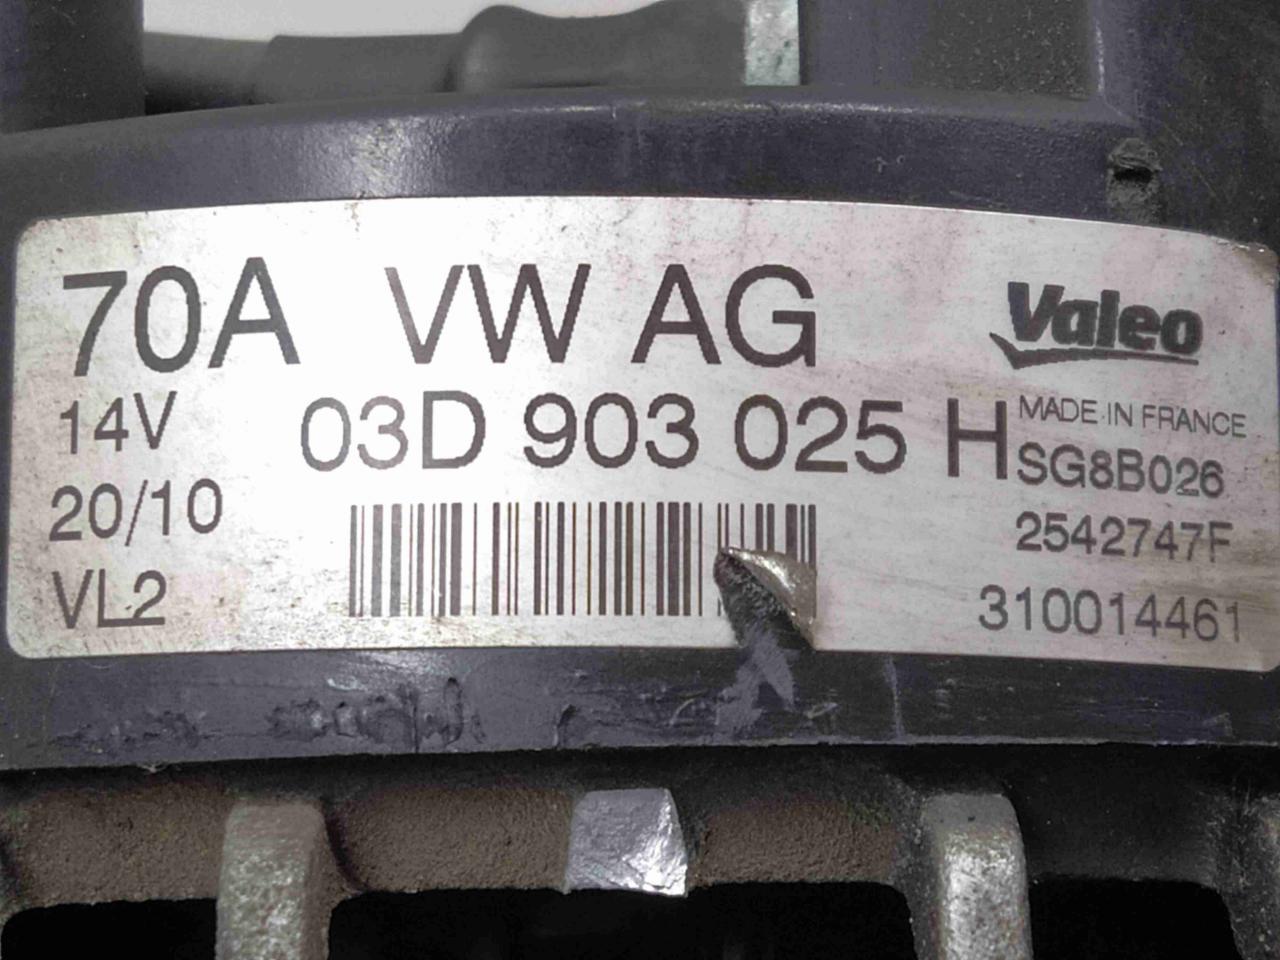 70A VW AG Valeo
14V 03D 903 025 H MADE IN FRANCE
SG8B026
20/10 2542747F
VL2 310014461